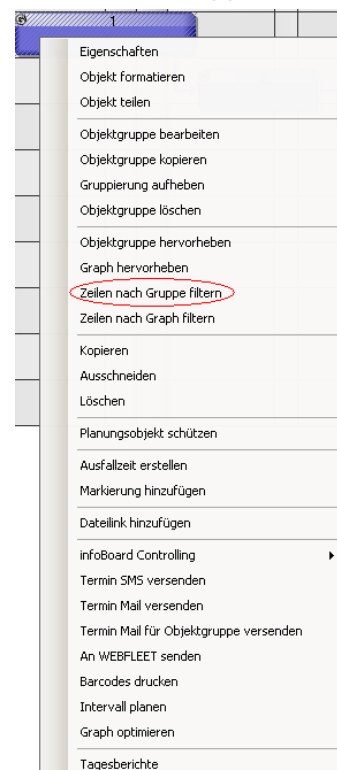 G 1
Eigenschaften
Objekt formatieren
Objekt teilen
Objektgruppe bearbeiten
Objektgruppe kopieren
Gruppierung aufheben
Objektgruppe löschen
Objektgruppe hervorheben
Graph hervorheben
Zeilen nach Gruppe filtern
Zeilen nach Graph filtern
Kopieren
Ausschneiden
Löschen
Planungsobjekt schützen
Ausfallzeit erstellen
Markierung hinzufügen
Dateilink hinzufügen
infoBoard Controlling
Termin SMS versenden
Termin Mail versenden
Termin Mail für Objektgruppe versenden
An WEBFLEET senden
Barcodes drucken
Intervall planen
Graph optimieren
Tagesberichte